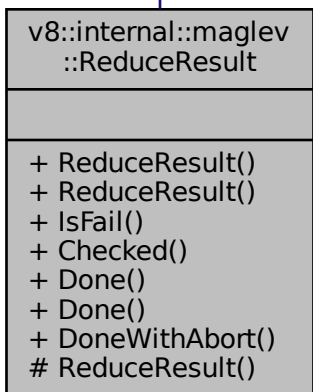 v8::internal::maglev
::ReduceResult
+ ReduceResult()
+ ReduceResult()
+ IsFail()
+ Checked()
+ Done()
+ Done()
+ DoneWithAbort()
# ReduceResult()